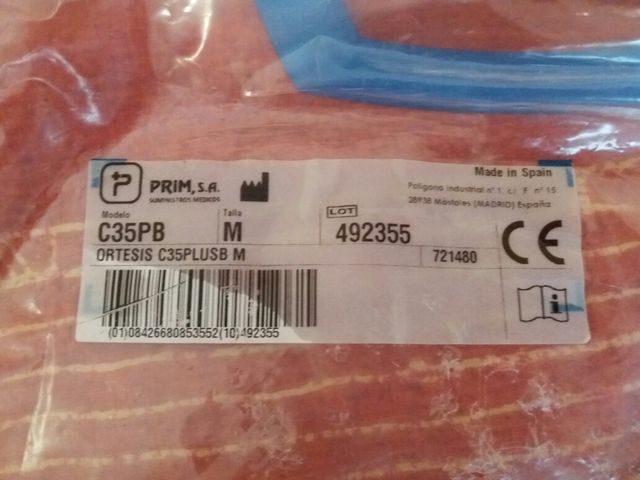 PRIM, S.A.
SUMINISTROS MEDICOS
Made in Spain
Poligono Industrial nº 1 c/ F nº 15
28938 Móstoles (MADRID) España
Modelo
C35PB
Talla
M
LOT
492355
ORTESIS C35PLUSB M
721480
CE
i
(01)08426680853552(10)492355